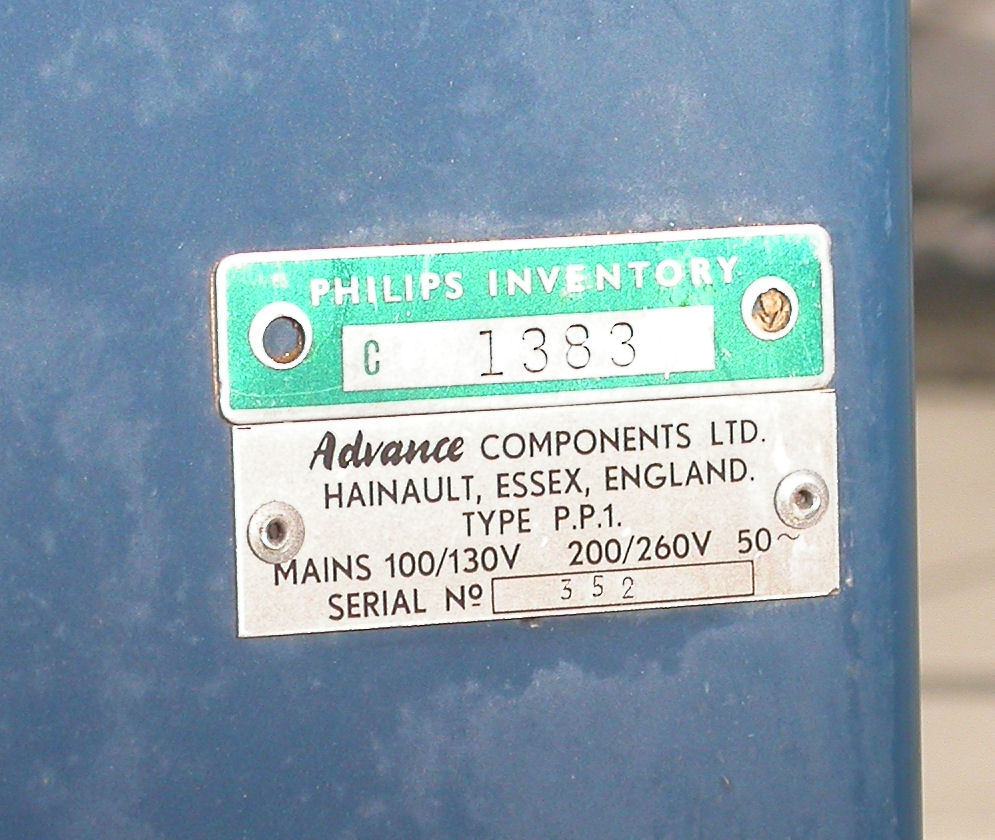 PHILIPS INVENTORY
C 1383
Advance COMPONENTS LTD.
HAINAULT, ESSEX, ENGLAND.
TYPE P.P.1.
MAINS 100/130V 200/260V 50~
SERIAL Nº 352